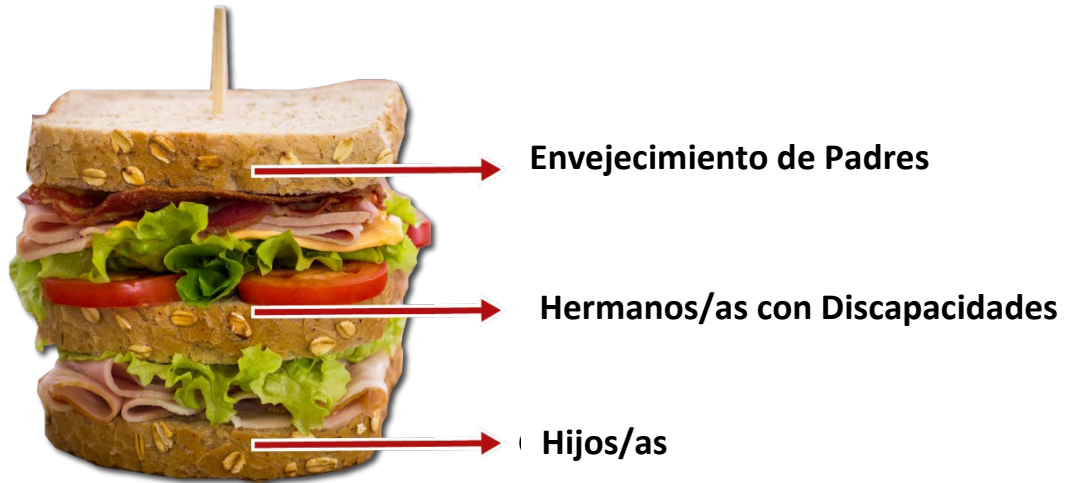 Envejecimiento de Padres
Hermanos/as con Discapacidades
Hijos/as